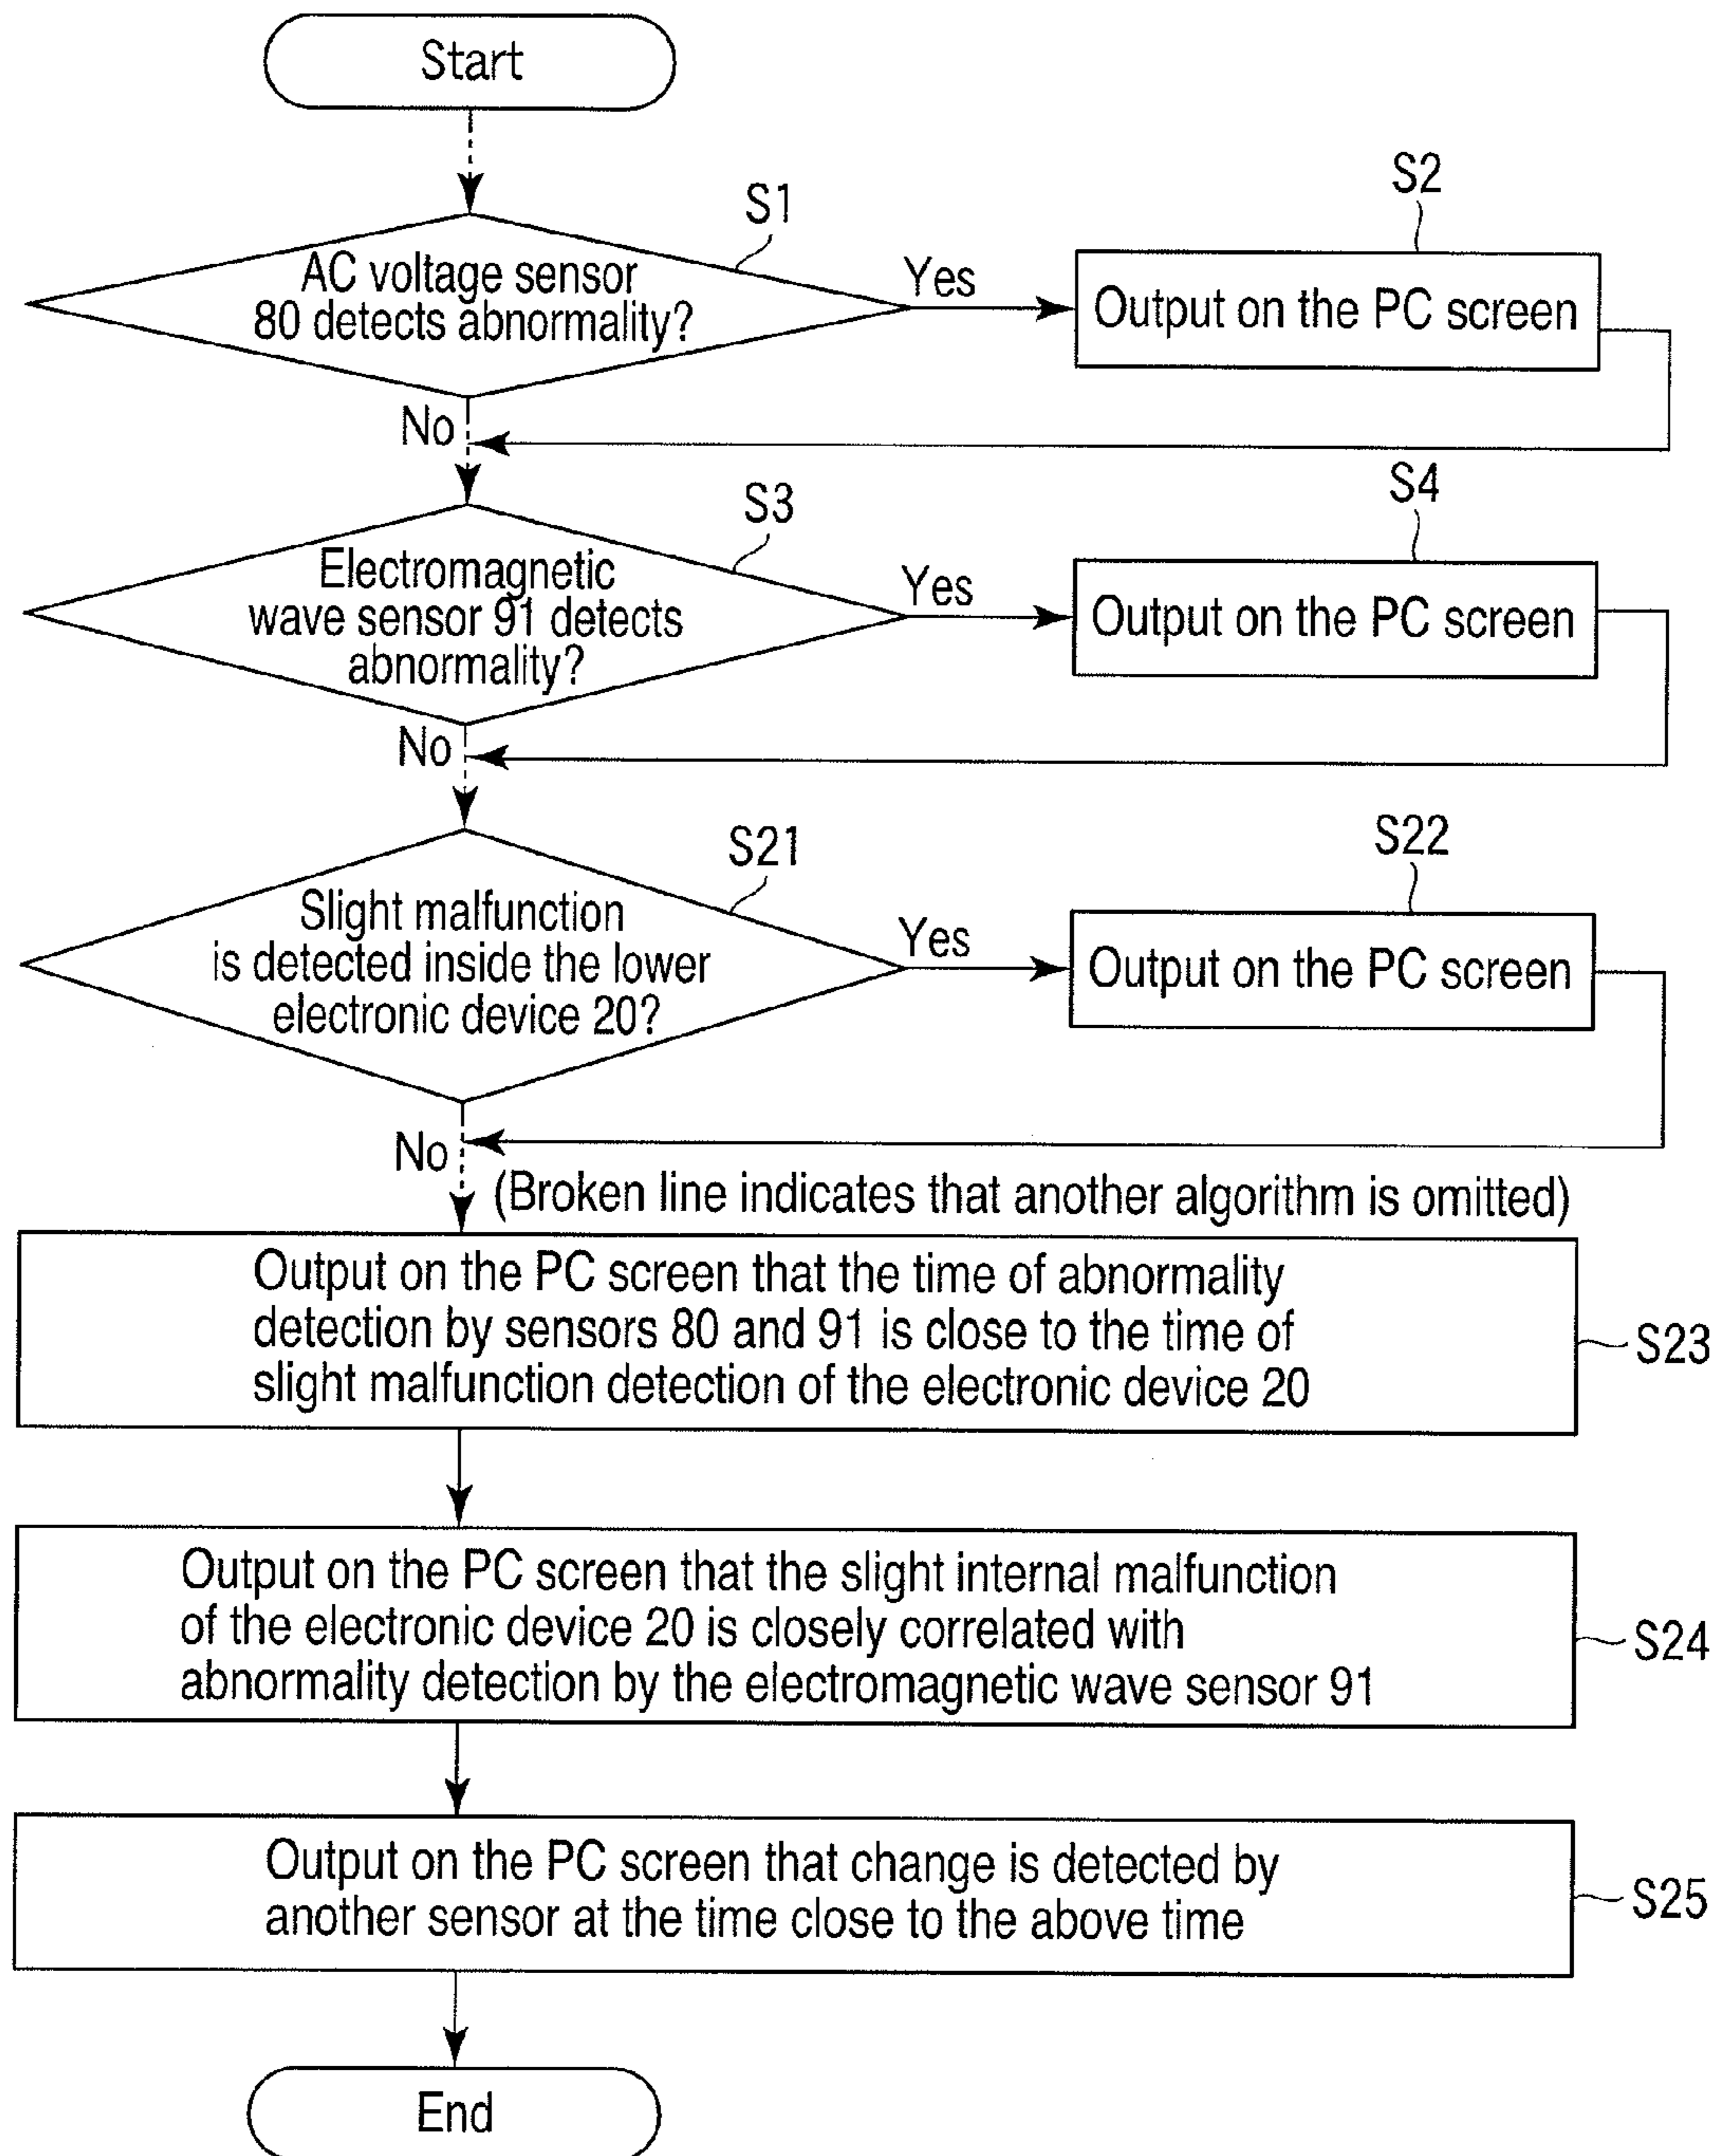 Start
S1
AC voltage sensor
80 detects abnormality?
Yes
S2
Output on the PC screen
No
S3
Electromagnetic
wave sensor 91 detects
abnormality?
Yes
S4
Output on the PC screen
No
S21
Slight malfunction
is detected inside the lower
electronic device 20?
Yes
S22
Output on the PC screen
No
(Broken line indicates that another algorithm is omitted)
Output on the PC screen that the time of abnormality
detection by sensors 80 and 91 is close to the time of
slight malfunction detection of the electronic device 20
S23
Output on the PC screen that the slight internal malfunction
of the electronic device 20 is closely correlated with
abnormality detection by the electromagnetic wave sensor 91
S24
Output on the PC screen that change is detected by
another sensor at the time close to the above time
S25
End